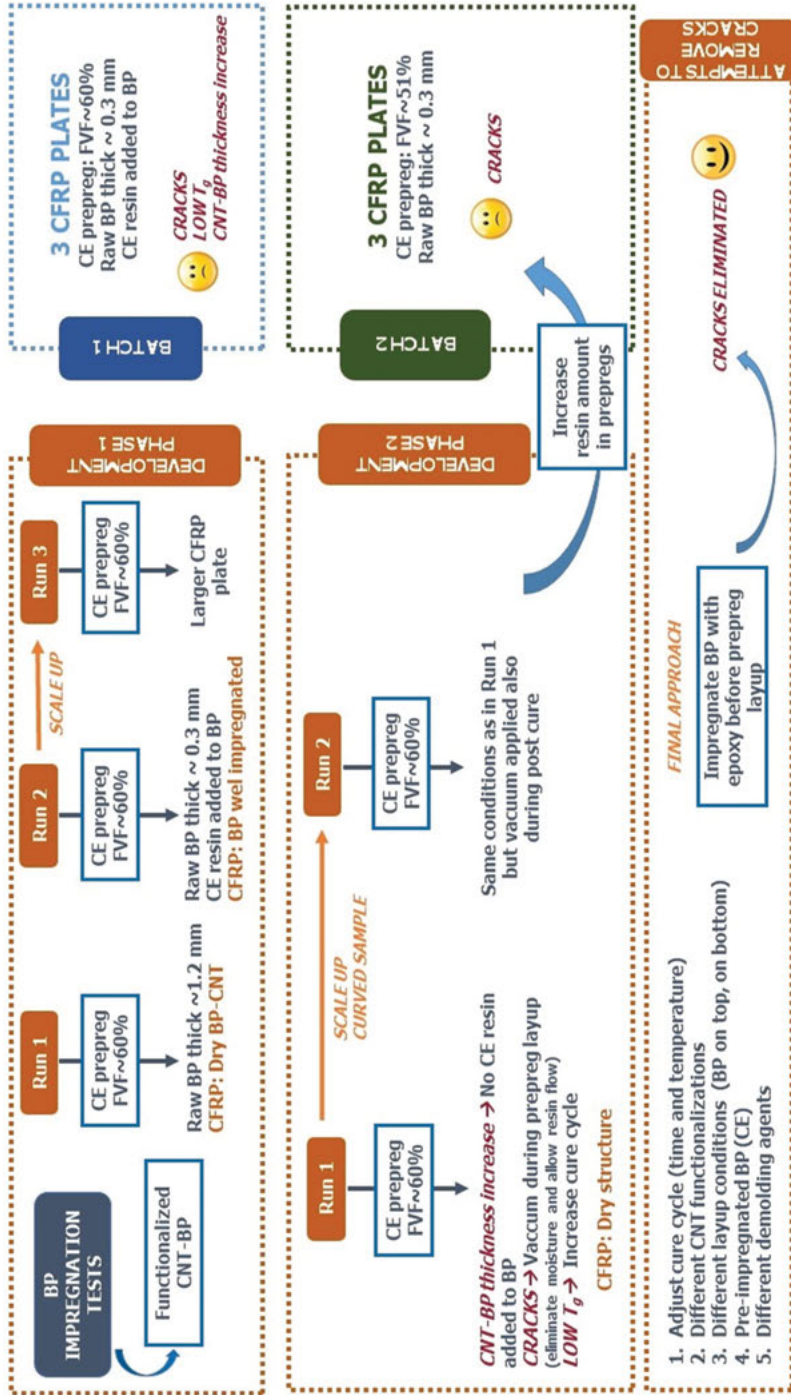 BP
IMPREGNATION
TESTS
Functionalized
CNT-BP
Run 1
CE prepreg
FVF~60%
Raw BP thick ~1.2 mm
CFRP: Dry BP-CNT
Run 2
CE prepreg
FVF~60%
Raw BP thick ~ 0.3 mm
CE resin added to BP
CFRP: BP wel impregnated
SCALE UP
Run 3
CE prepreg
FVF~60%
Larger CFRP
plate
DEVELOPMENT
PHASE 1
BATCH 1
3 CFRP PLATES
CE prepreg: FVF~60%
Raw BP thick ~ 0.3 mm
CE resin added to BP
CRACKS
LOW Tg
CNT-BP thickness increase
Run 1
CE prepreg
FVF~60%
CNT-BP thickness increase → No CE resin
added to BP
CRACKS → Vaccum during prepreg layup
(eliminate moisture and allow resin flow)
LOW Tg → Increase cure cycle
CFRP: Dry structure
SCALE UP
CURVED SAMPLE
Run 2
CE prepreg
FVF~60%
Same conditions as in Run 1
but vacuum applied also
during post cure
DEVELOPMENT
PHASE 2
Increase
resin amount
in prepregs
BATCH 2
3 CFRP PLATES
CE prepreg: FVF~51%
Raw BP thick ~ 0.3 mm
CRACKS
1. Adjust cure cycle (time and temperature)
2. Different CNT functionalizations
3. Different layup conditions (BP on top, on bottom)
4. Pre-impregnated BP (CE)
5. Different demolding agents
FINAL APPROACH
Impregnate BP with
epoxy before prepreg
layup
CRACKS ELIMINATED
ATTEMPTS TO
REMOVE
CRACKS